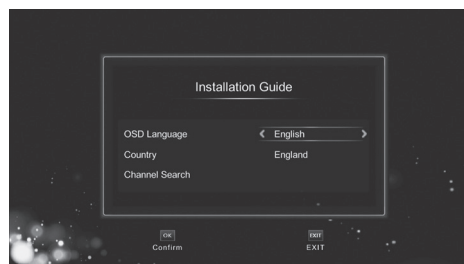 Installation Guide
OSD Language English
Country England
Channel Search
OK EXIT
Confirm EXIT